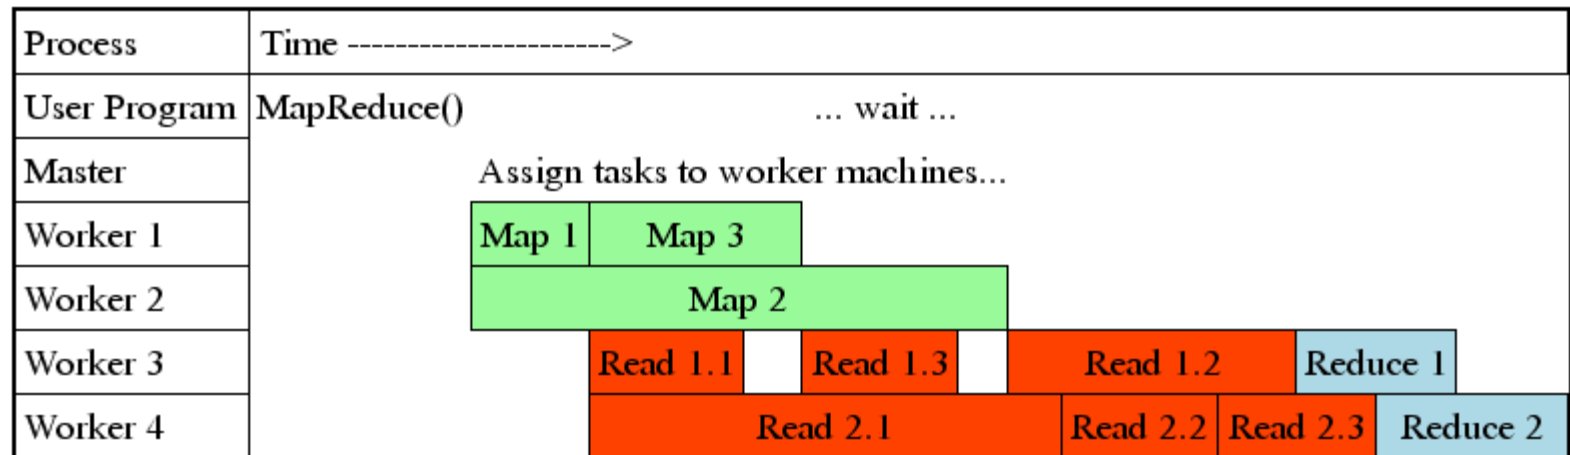 Process Time ---------------------->
User Program MapReduce() ... wait ...
Master Assign tasks to worker machines...
Worker 1 Map 1 Map 3
Worker 2 Map 2
Worker 3 Read 1.1 Read 1.3 Read 1.2 Reduce 1
Worker 4 Read 2.1 Read 2.2 Read 2.3 Reduce 2